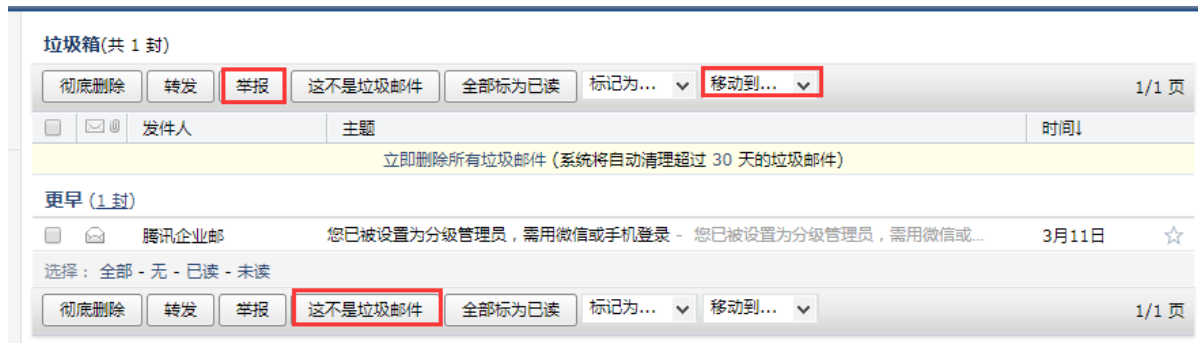 垃圾箱(共 1 封)
彻底删除 转发 举报 这不是垃圾邮件 全部标为已读 标记为... 移动到... 1/1 页
发件人 主题 时间↓
立即删除所有垃圾邮件 (系统将自动清理超过 30 天的垃圾邮件)
更早 (1 封)
腾讯企业邮 您已被设置为分级管理员，需用微信或手机登录 - 您已被设置为分级管理员，需用微信或... 3月11日
选择：全部 - 无 - 已读 - 未读
彻底删除 转发 举报 这不是垃圾邮件 全部标为已读 标记为... 移动到... 1/1 页